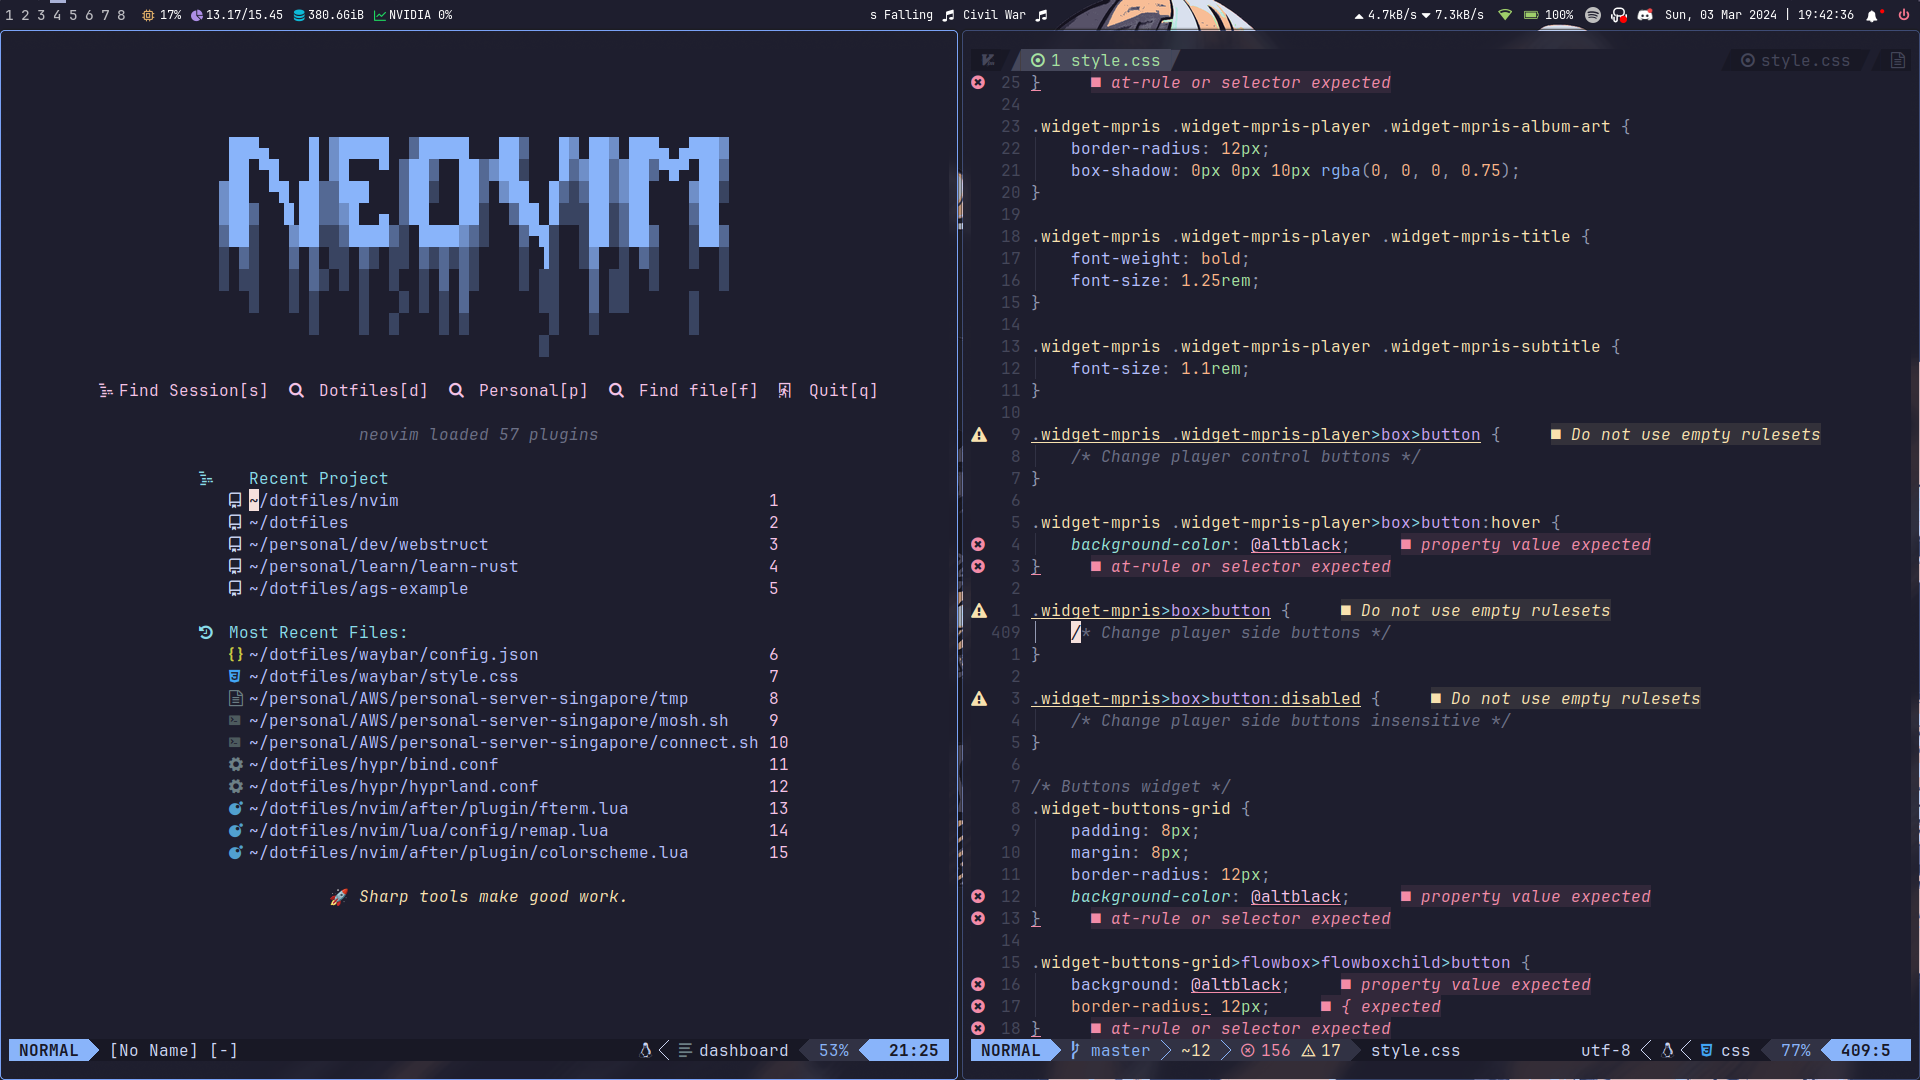 1 2 3 4 5 6 7 8 17% 13.17/15.45 380.6GiB NVIDIA 0% s Falling Civil War 4.7kB/s 7.3kB/s 100% Sun, 03 Mar 2024 | 19:42:36
NEOVIM
Find Session[s] Dotfiles[d] Personal[p] Find file[f] Quit[q]
neovim loaded 57 plugins
Recent Project
~/dotfiles/nvim 1
~/dotfiles 2
~/personal/dev/webstruct 3
~/personal/learn/learn-rust 4
~/dotfiles/ags-example 5
Most Recent Files:
{} ~/dotfiles/waybar/config.json 6
~/dotfiles/waybar/style.css 7
~/personal/AWS/personal-server-singapore/tmp 8
~/personal/AWS/personal-server-singapore/mosh.sh 9
~/personal/AWS/personal-server-singapore/connect.sh 10
~/dotfiles/hypr/bind.conf 11
~/dotfiles/hypr/hyprland.conf 12
~/dotfiles/nvim/after/plugin/fterm.lua 13
~/dotfiles/nvim/lua/config/remap.lua 14
~/dotfiles/nvim/after/plugin/colorscheme.lua 15
🚀 Sharp tools make good work.
NORMAL [No Name] [-] dashboard 53% 21:25
1 style.css style.css
25 } ■ at-rule or selector expected
24
23 .widget-mpris .widget-mpris-player .widget-mpris-album-art {
22 border-radius: 12px;
21 box-shadow: 0px 0px 10px rgba(0, 0, 0, 0.75);
20 }
19
18 .widget-mpris .widget-mpris-player .widget-mpris-title {
17 font-weight: bold;
16 font-size: 1.25rem;
15 }
14
13 .widget-mpris .widget-mpris-player .widget-mpris-subtitle {
12 font-size: 1.1rem;
11 }
10
9 .widget-mpris .widget-mpris-player>box>button { ■ Do not use empty rulesets
8 /* Change player control buttons */
7 }
6
5 .widget-mpris .widget-mpris-player>box>button:hover {
4 background-color: @altblack; ■ property value expected
3 } ■ at-rule or selector expected
2
1 .widget-mpris>box>button { ■ Do not use empty rulesets
409 /* Change player side buttons */
1 }
2
3 .widget-mpris>box>button:disabled { ■ Do not use empty rulesets
4 /* Change player side buttons insensitive */
5 }
6
7 /* Buttons widget */
8 .widget-buttons-grid {
9 padding: 8px;
10 margin: 8px;
11 border-radius: 12px;
12 background-color: @altblack; ■ property value expected
13 } ■ at-rule or selector expected
14
15 .widget-buttons-grid>flowbox>flowboxchild>button {
16 background: @altblack; ■ property value expected
17 border-radius: 12px; ■ { expected
18 } ■ at-rule or selector expected
NORMAL master ~12 156 17 style.css utf-8 css 77% 409:5